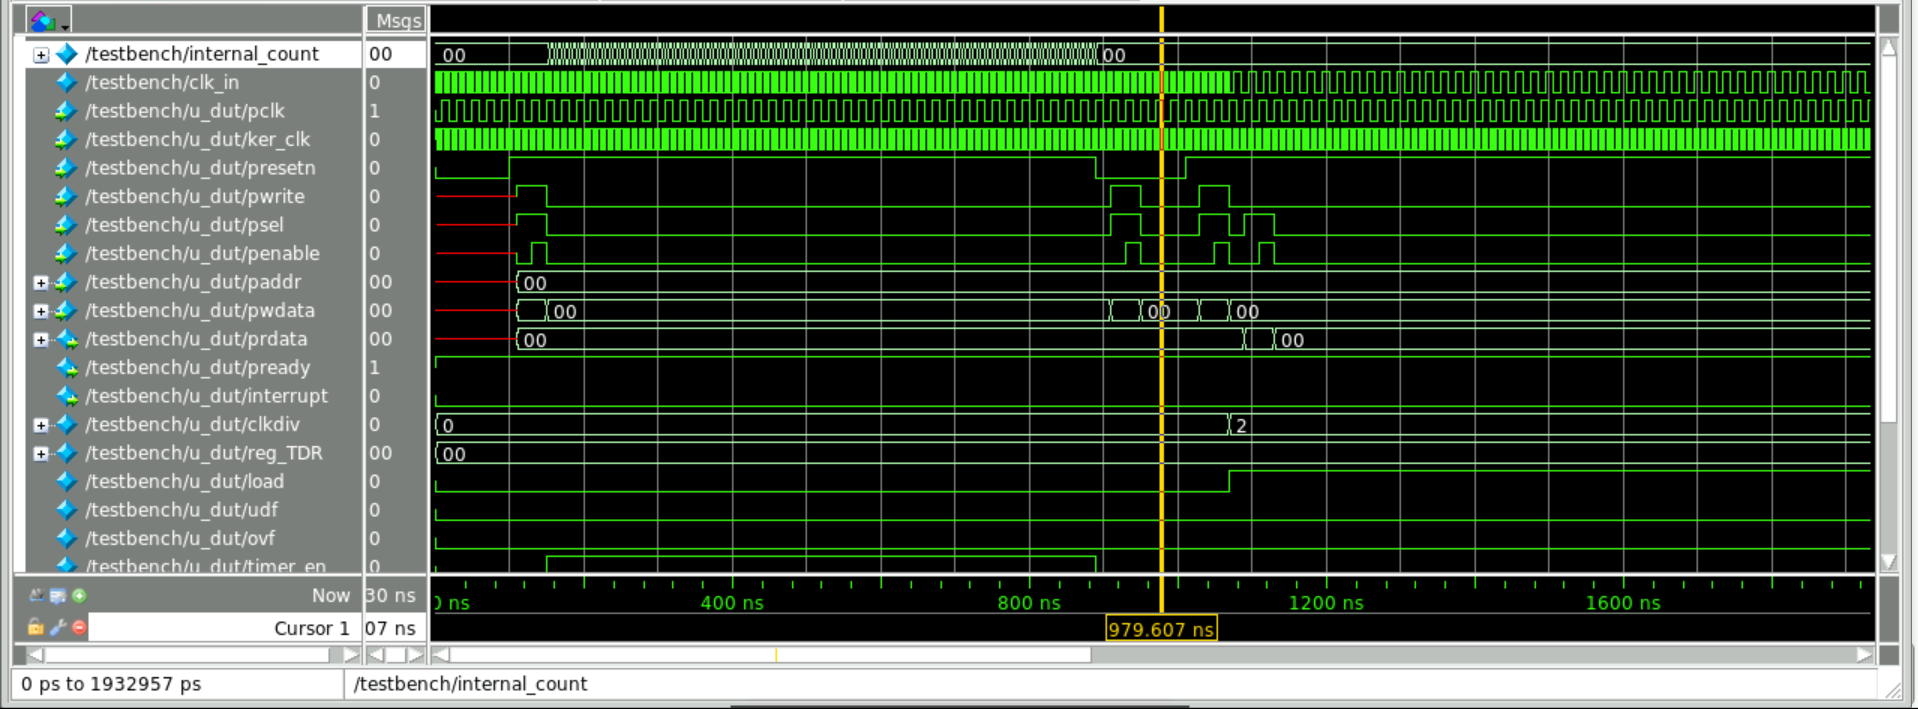 Msgs
/testbench/internal_count 00 00 00
/testbench/clk_in 0
/testbench/u_dut/pclk 1
/testbench/u_dut/ker_clk 0
/testbench/u_dut/presetn 0
/testbench/u_dut/pwrite 0
/testbench/u_dut/psel 0
/testbench/u_dut/penable 0
/testbench/u_dut/paddr 00 00
/testbench/u_dut/pwdata 00 00 00 00
/testbench/u_dut/prdata 00 00 00
/testbench/u_dut/pready 1
/testbench/u_dut/interrupt 0
/testbench/u_dut/clkdiv 0 0 2
/testbench/u_dut/reg_TDR 00 00
/testbench/u_dut/load 0
/testbench/u_dut/udf 0
/testbench/u_dut/ovf 0
/testbench/u_dut/timer_en 0
Now 30 ns 0 ns 400 ns 800 ns 1200 ns 1600 ns
Cursor 1 07 ns 979.607 ns
0 ps to 1932957 ps /testbench/internal_count